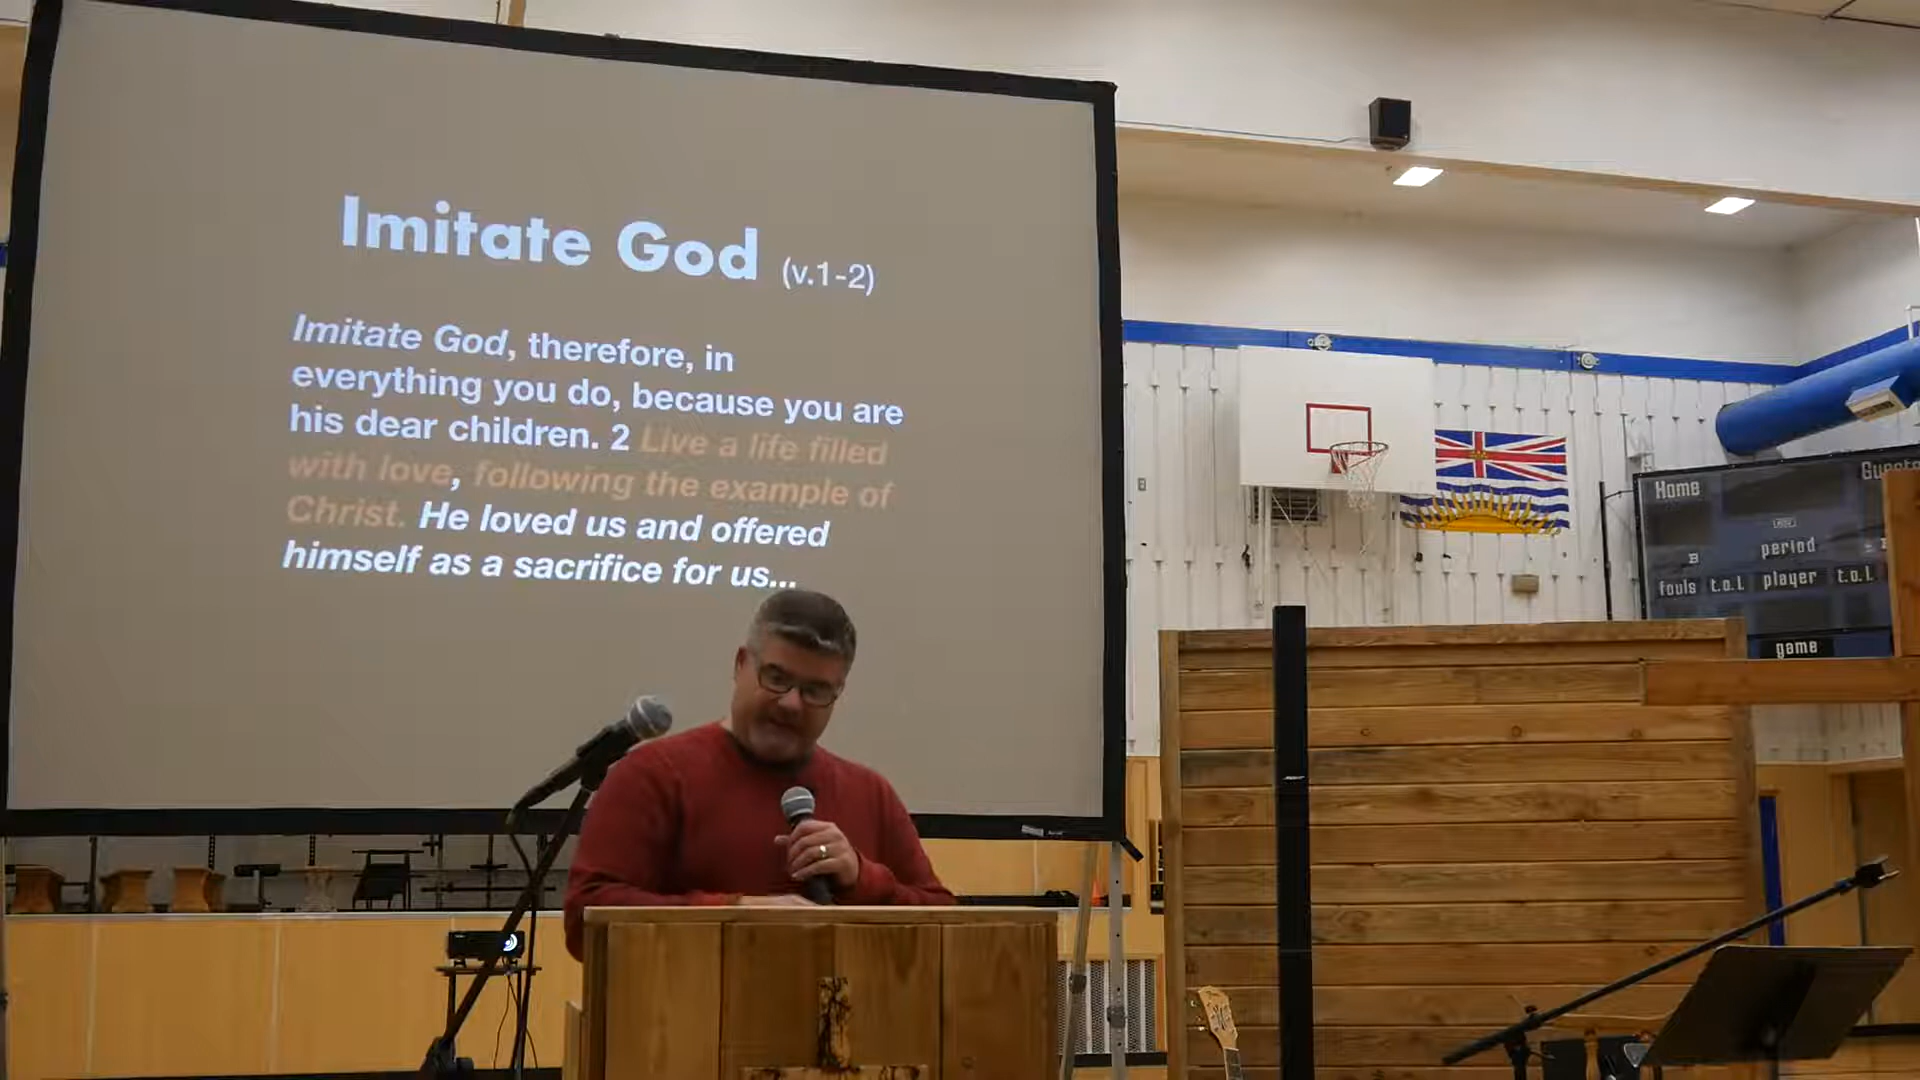 Imitate God (v.1-2)
Imitate God, therefore, in
everything you do, because you are
his dear children. 2 Live a life filled
with love, following the example of
Christ. He loved us and offered
himself as a sacrifice for us...
Home
period
B
fouls t.o.l. player t.o.l.
game